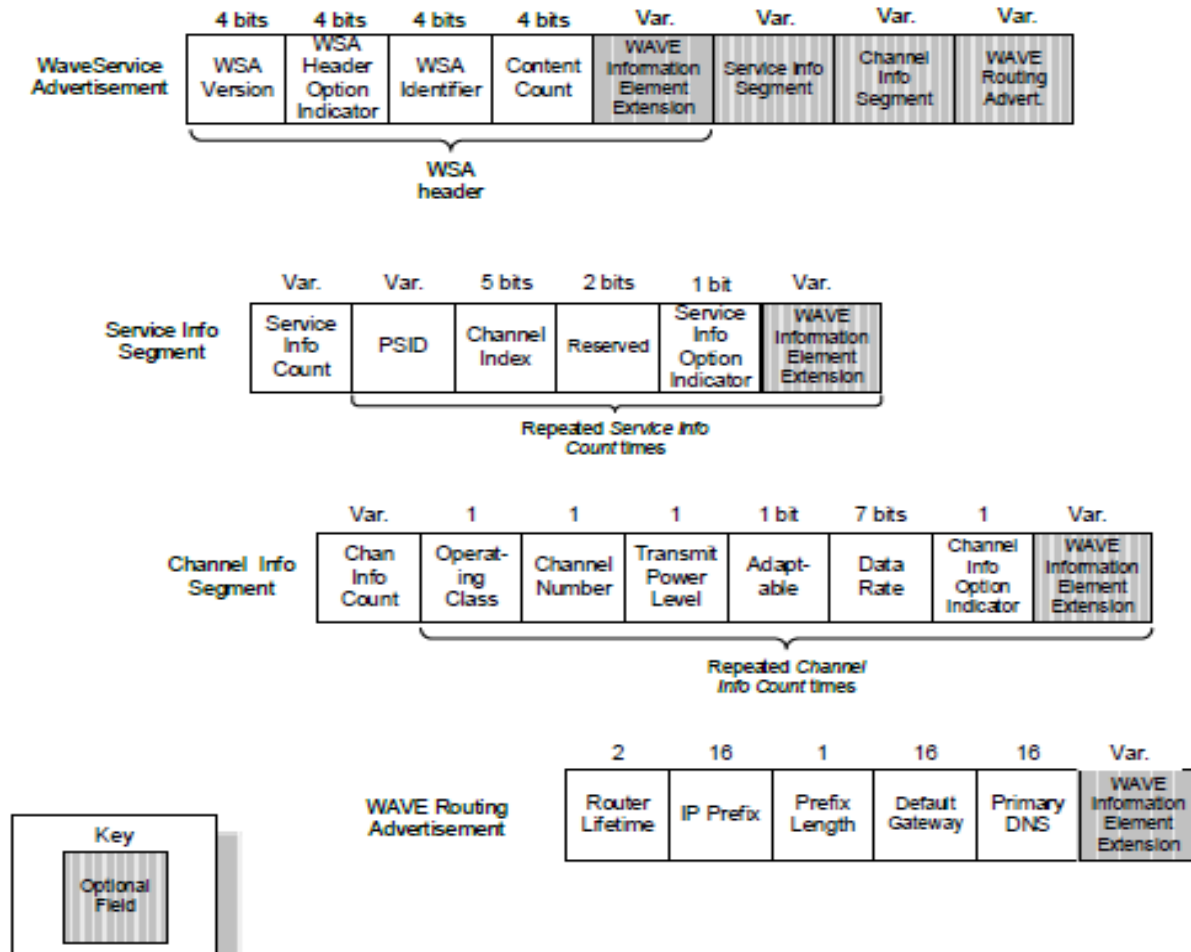 4 bits 4 bits 4 bits 4 bits Var. Var. Var. Var.
WaveService
Advertisement
WSA
Version
WSA
Header
Option
Indicator
WSA
Identifier
Content
Count
WAVE
Information
Element
Extension
Service Info
Segment
Channel
Info
Segment
WAVE
Routing
Advert.
WSA
header
Var. Var. 5 bits 2 bits 1 bit Var.
Service Info
Segment
Service
Info
Count
PSID
Channel
Index
Reserved
Service
Info
Option
Indicator
WAVE
Information
Element
Extension
Repeated Service Info
Count times
Var. 1 1 1 1 bit 7 bits 1 Var.
Channel Info
Segment
Chan
Info
Count
Operat-
ing
Class
Channel
Number
Transmit
Power
Level
Adapt-
able
Data
Rate
Channel
Info
Option
Indicator
WAVE
Information
Element
Extension
Repeated Channel
Info Count times
2 16 1 16 16 Var.
WAVE Routing
Advertisement
Router
Lifetime
IP Prefix
Prefix
Length
Default
Gateway
Primary
DNS
WAVE
Information
Element
Extension
Key
Optional
Field